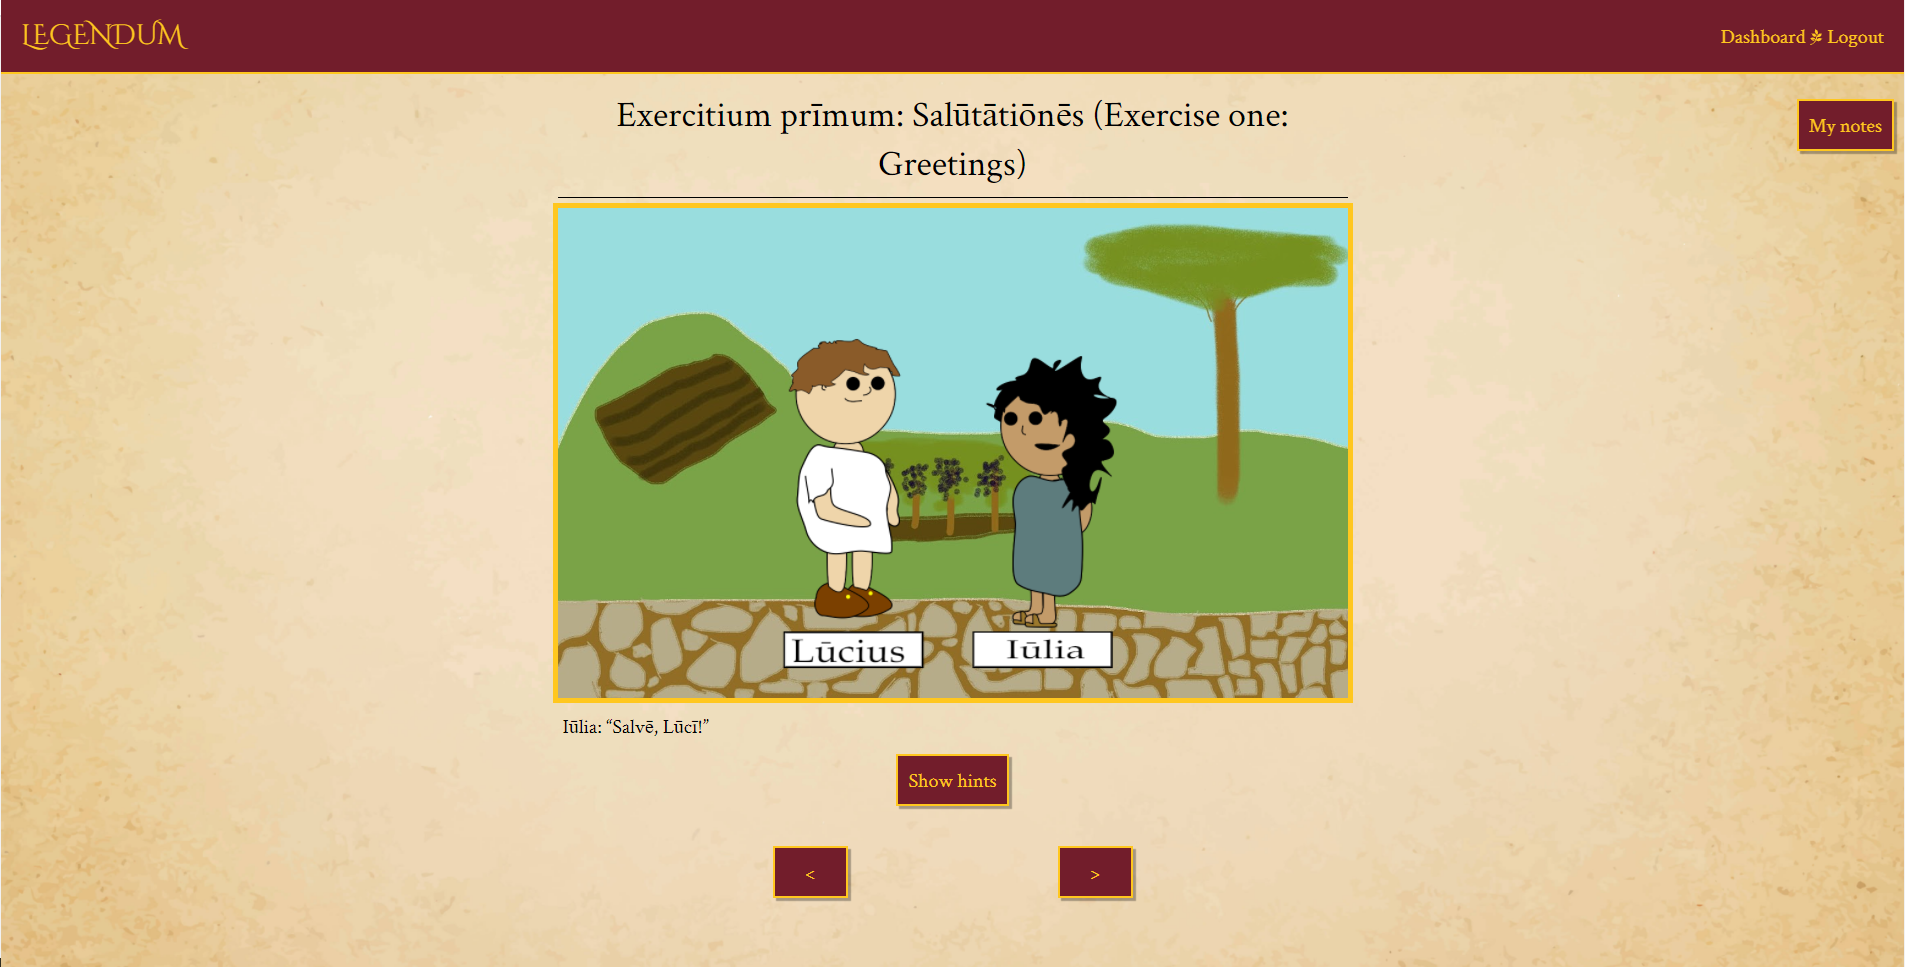 LEGENDUM
Dashboard Logout
Exercitium prīmum: Salūtātiōnēs (Exercise one:
Greetings)
My notes
Lūcius
Iūlia
Iūlia: “Salvē, Lūcī!”
Show hints
<
>